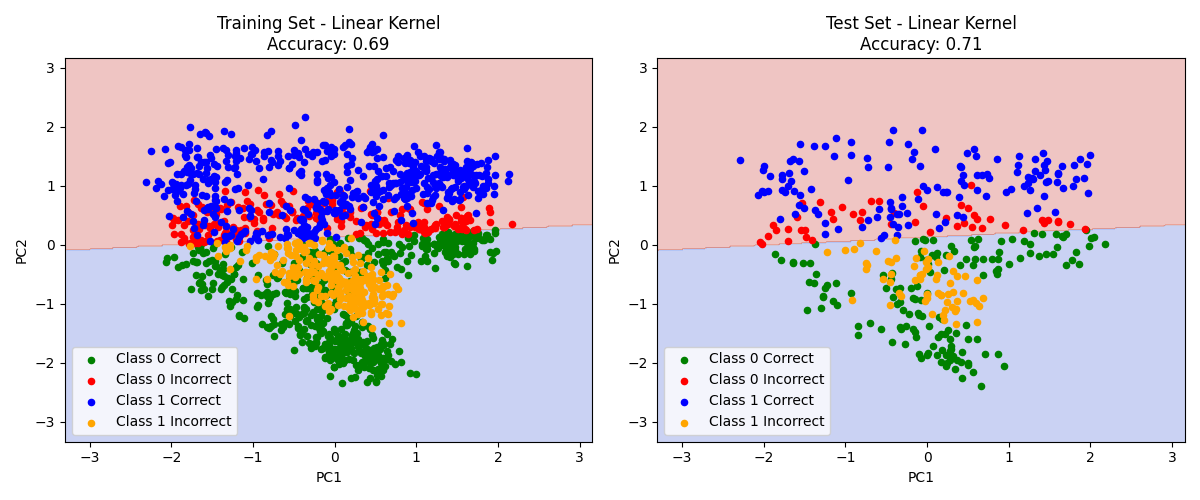 Training Set - Linear Kernel
Accuracy: 0.69
3
2
1
0
−1
−2
−3
PC2
Class 0 Correct
Class 0 Incorrect
Class 1 Correct
Class 1 Incorrect
−3 −2 −1 0 1 2 3
PC1
Test Set - Linear Kernel
Accuracy: 0.71
3
2
1
0
−1
−2
−3
PC2
Class 0 Correct
Class 0 Incorrect
Class 1 Correct
Class 1 Incorrect
−3 −2 −1 0 1 2 3
PC1